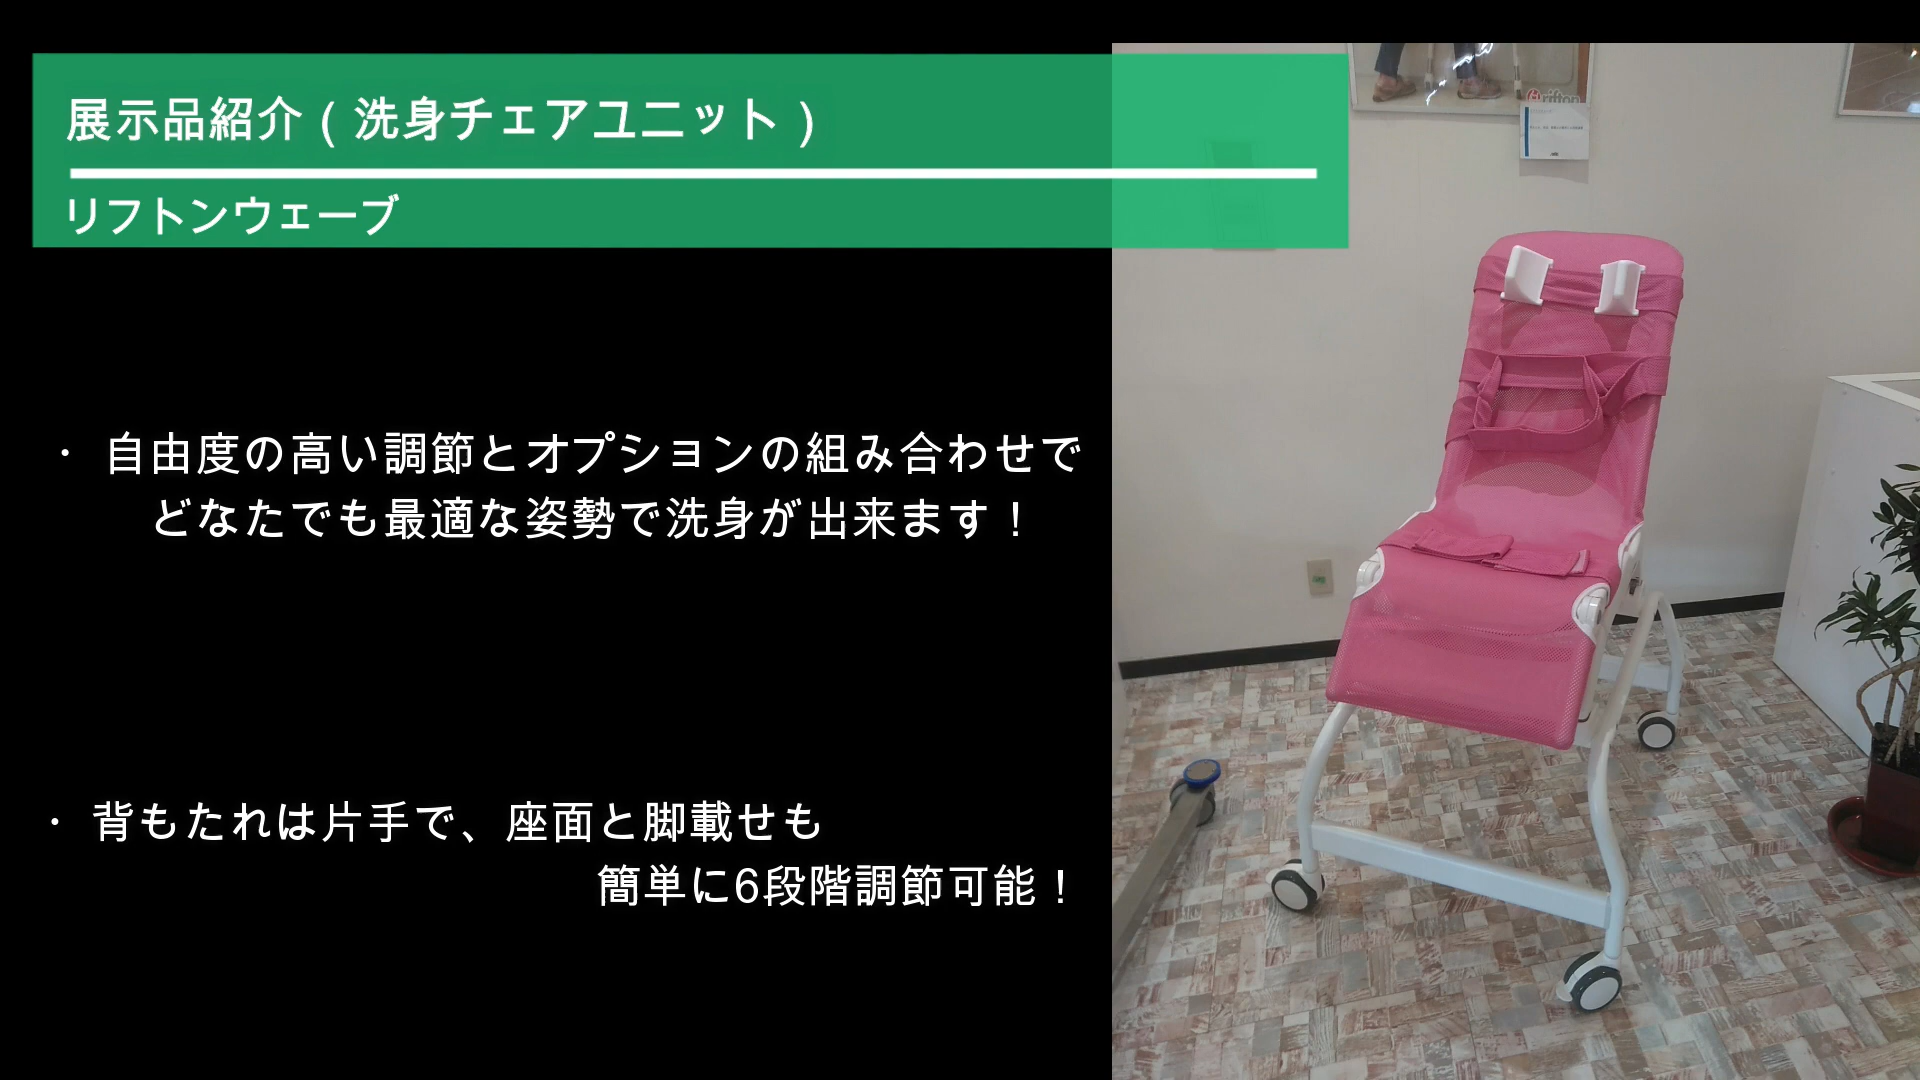 展示品紹介（洗身チェアユニット）
リフトンウェーブ
・自由度の高い調節とオプションの組み合わせで
どなたでも最適な姿勢で洗身が出来ます！
・背もたれは片手で、座面と脚載せも
簡単に6段階調節可能！
rifton